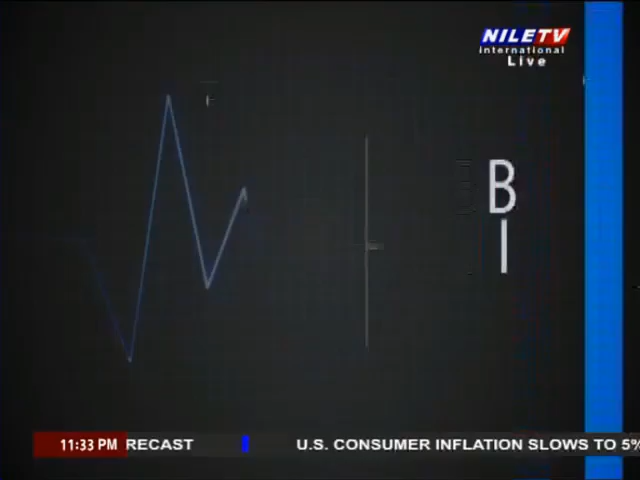 NILETV
international
Live
B
I
11:33 PM RECAST U.S. CONSUMER INFLATION SLOWS TO 5%